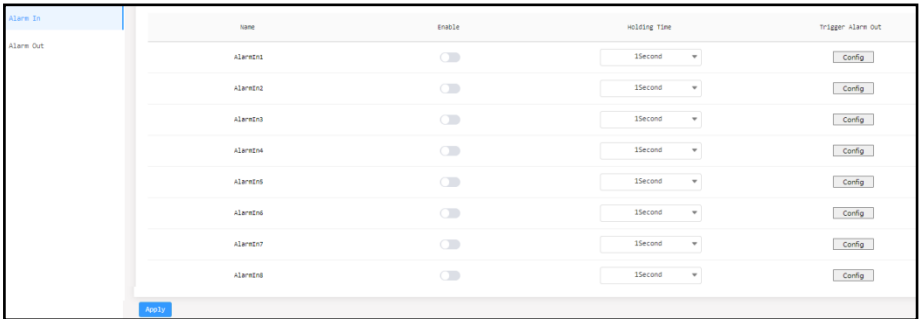 Alarm In
Alarm Out
Name Enable Holding Time Trigger Alarm Out
AlarmIn1 1Second Config
AlarmIn2 1Second Config
AlarmIn3 1Second Config
AlarmIn4 1Second Config
AlarmIn5 1Second Config
AlarmIn6 1Second Config
AlarmIn7 1Second Config
AlarmIn8 1Second Config
Apply